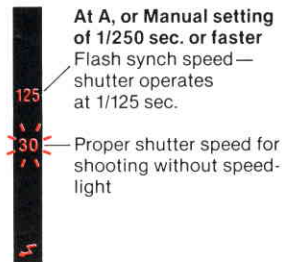 At A, or Manual setting
of 1/250 sec. or faster
Flash synch speed—
shutter operates
at 1/125 sec.
125
30
Proper shutter speed for
shooting without speed-
light